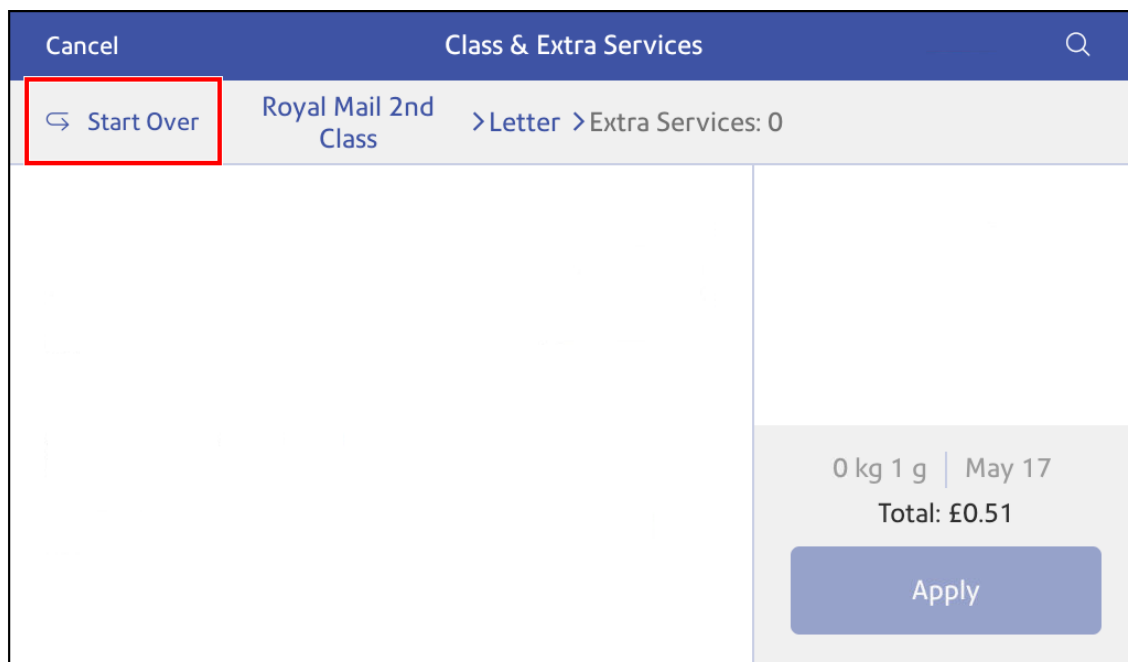 Cancel
Class & Extra Services
Start Over
Royal Mail 2nd
Class
>Letter >Extra Services: 0
0 kg 1 g | May 17
Total: £0.51
Apply